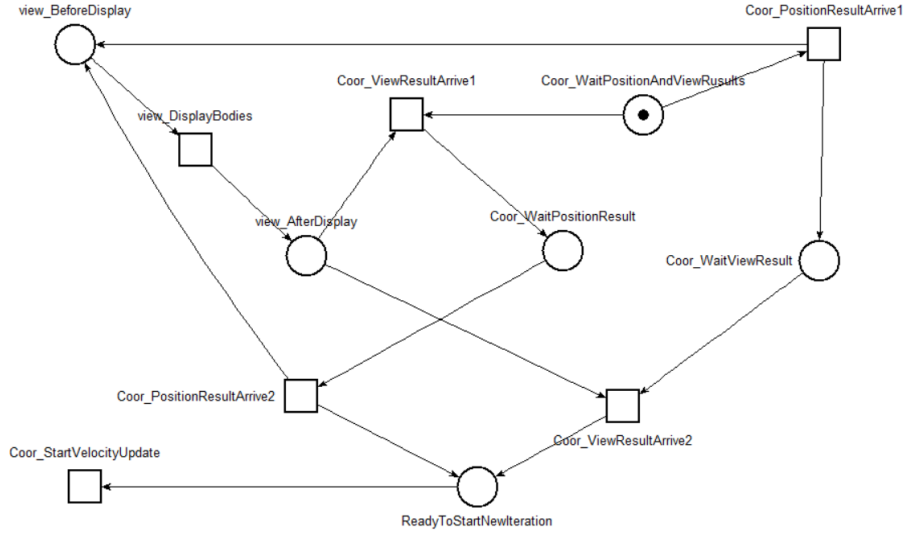 view_BeforeDisplay
Coor_PositionResultArrive1
Coor_ViewResultArrive1
Coor_WaitPositionAndViewRusults
view_DisplayBodies
view_AfterDisplay
Coor_WaitPositionResult
Coor_WaitViewResult
Coor_PositionResultArrive2
Coor_ViewResultArrive2
Coor_StartVelocityUpdate
ReadyToStartNewIteration